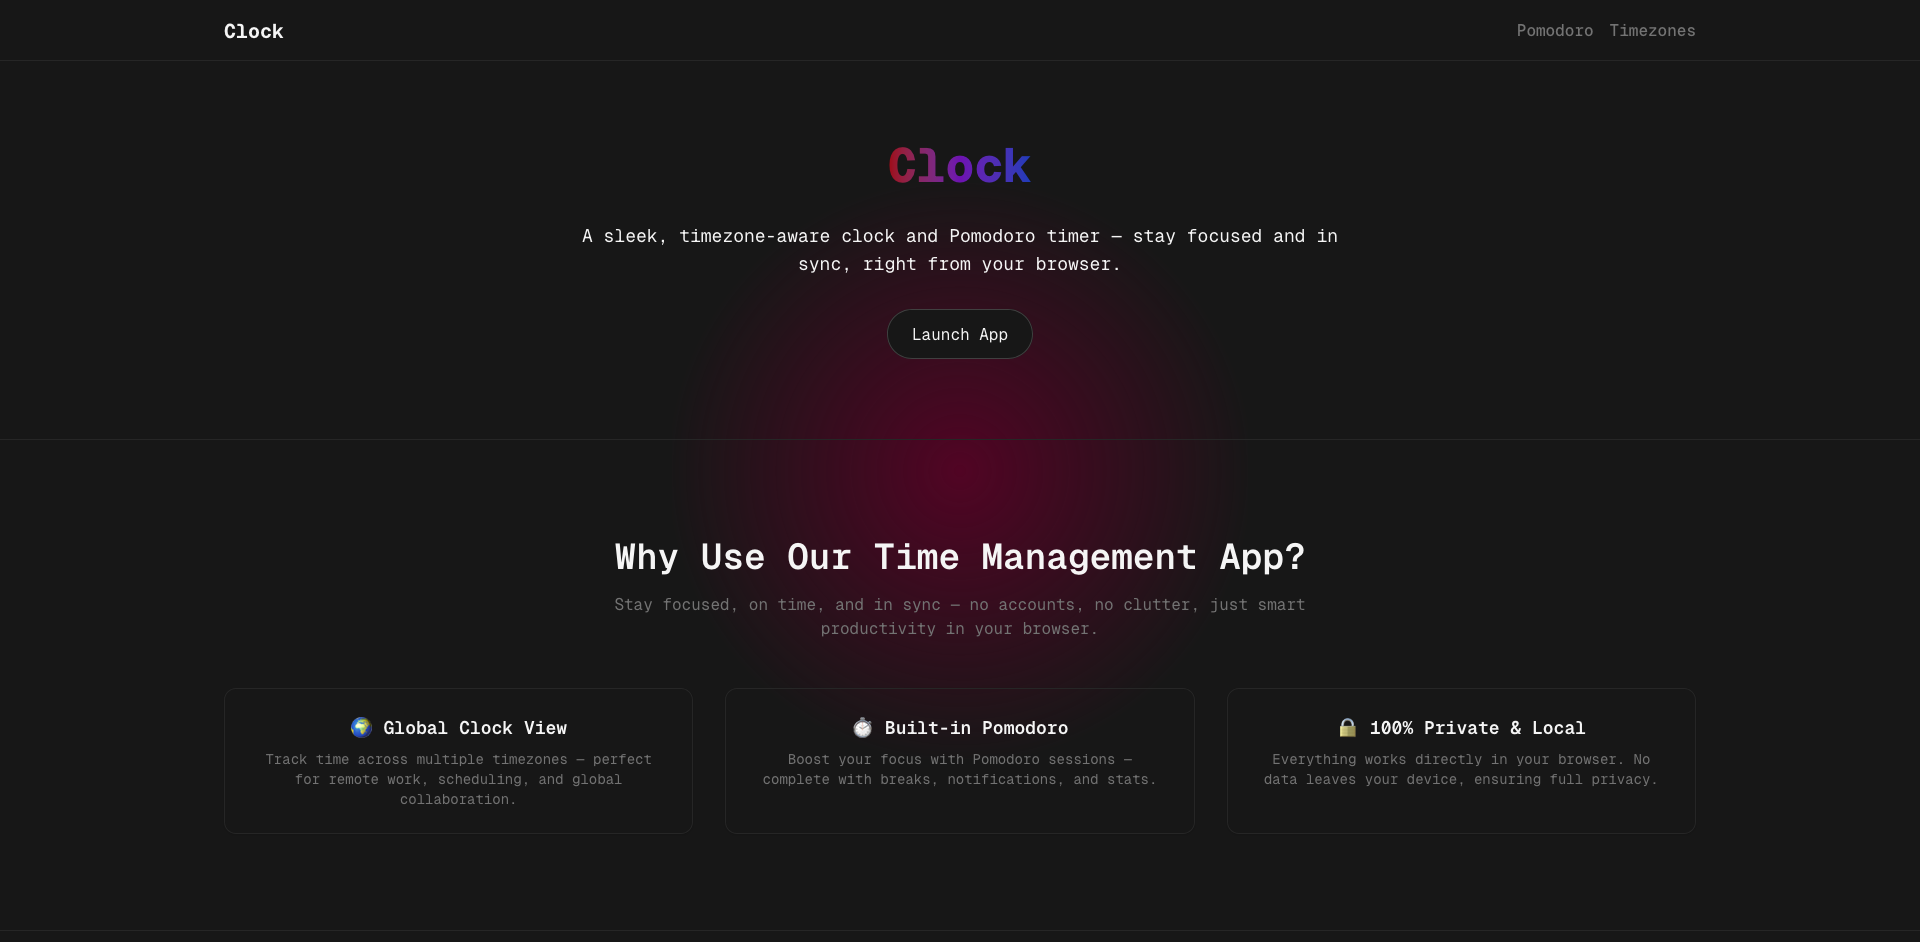 Clock
Pomodoro Timezones
Clock
A sleek, timezone-aware clock and Pomodoro timer — stay focused and in
sync, right from your browser.
Launch App
Why Use Our Time Management App?
Stay focused, on time, and in sync — no accounts, no clutter, just smart
productivity in your browser.
🌍 Global Clock View
Track time across multiple timezones — perfect
for remote work, scheduling, and global
collaboration.
⏱️ Built-in Pomodoro
Boost your focus with Pomodoro sessions —
complete with breaks, notifications, and stats.
🔒 100% Private & Local
Everything works directly in your browser. No
data leaves your device, ensuring full privacy.